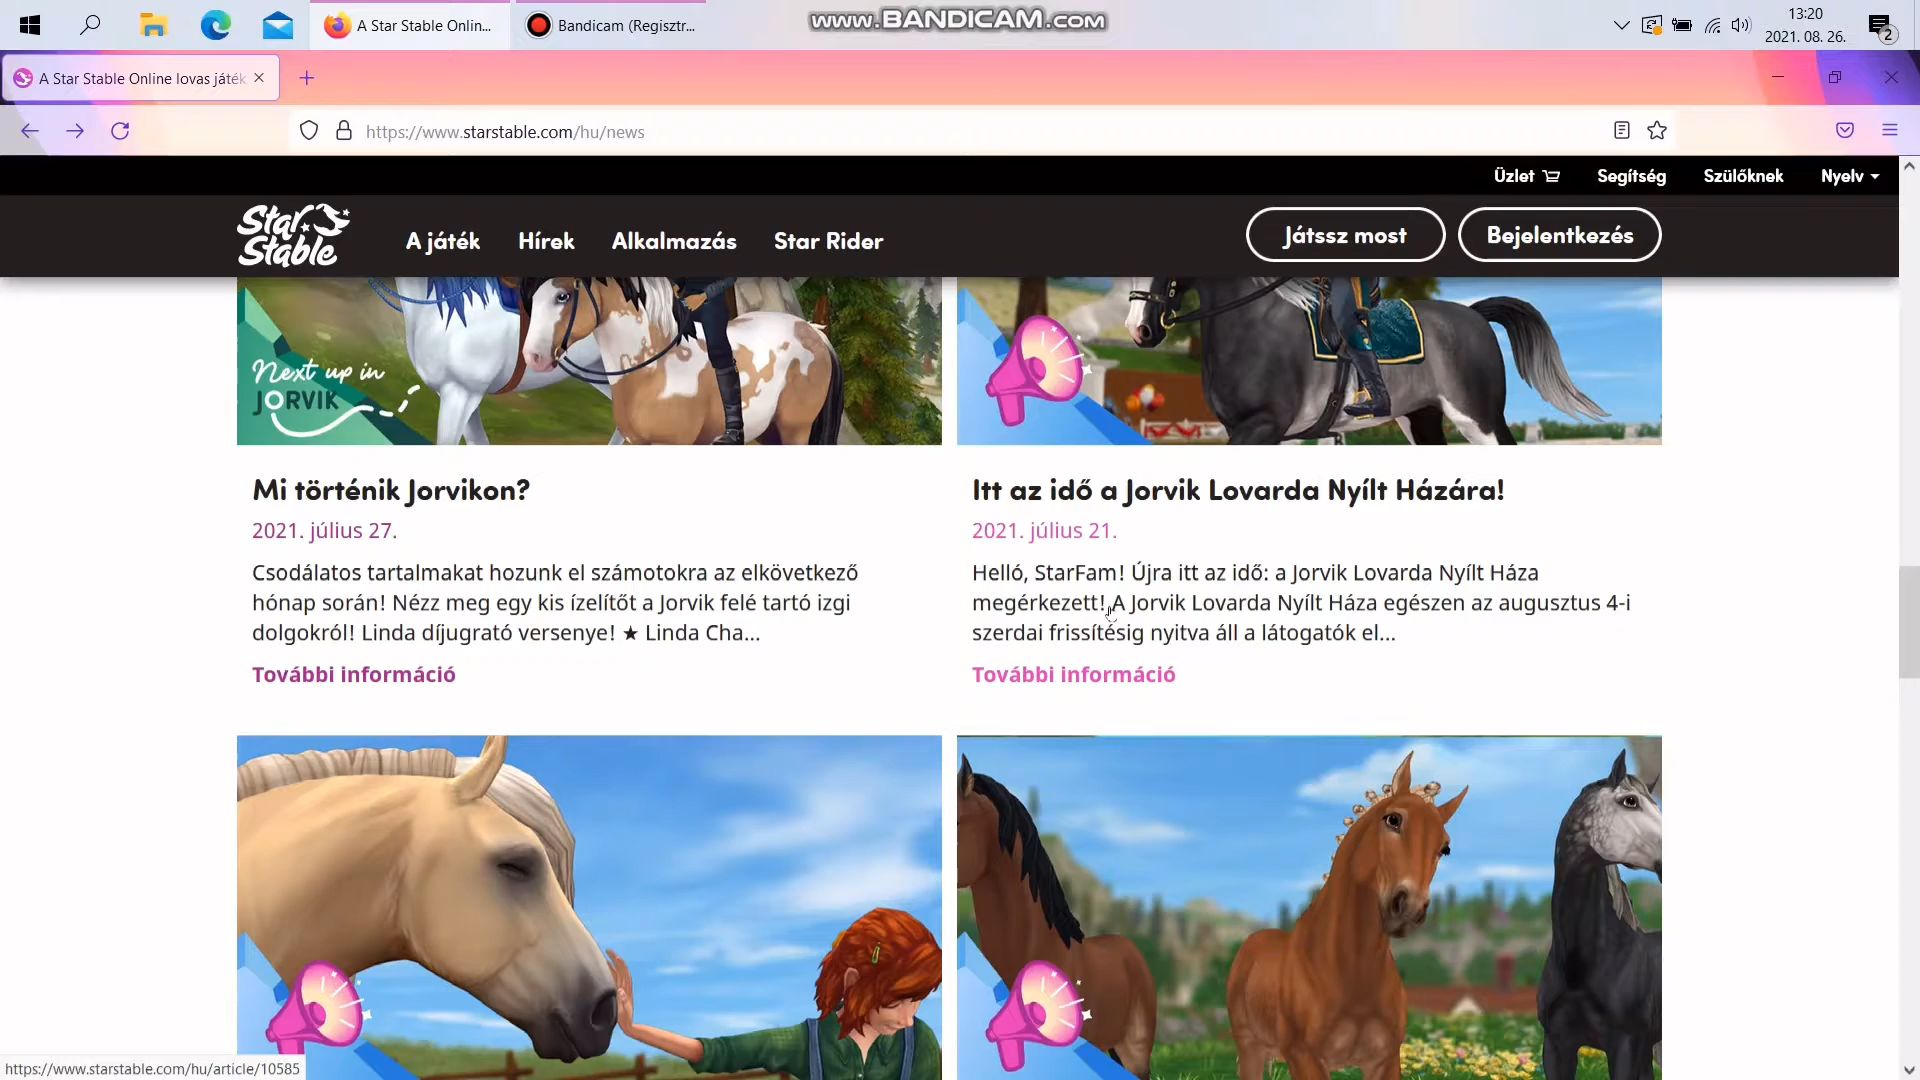 A Star Stable Onlin...
Bandicam (Regisztr...
www.BANDICAM.COM
13:20
2021. 08. 26.
2
A Star Stable Online lovas játék
https://www.starstable.com/hu/news
Üzlet
Segítség
Szülőknek
Nyelv
Star Stable
A játék
Hírek
Alkalmazás
Star Rider
Játssz most
Bejelentkezés
Next up in
JORVIK
Mi történik Jorvikon?
2021. július 27.
Csodálatos tartalmakat hozunk el számotokra az elkövetkező
hónap során! Nézz meg egy kis ízelítőt a Jorvik felé tartó izgi
dolgokról! Linda díjugrató versenye! ★ Linda Cha...
További információ
Itt az idő a Jorvik Lovarda Nyílt Házára!
2021. július 21.
Helló, StarFam! Újra itt az idő: a Jorvik Lovarda Nyílt Háza
megérkezett! A Jorvik Lovarda Nyílt Háza egészen az augusztus 4-i
szerdai frissítésig nyitva áll a látogatók el...
További információ
https://www.starstable.com/hu/article/10585